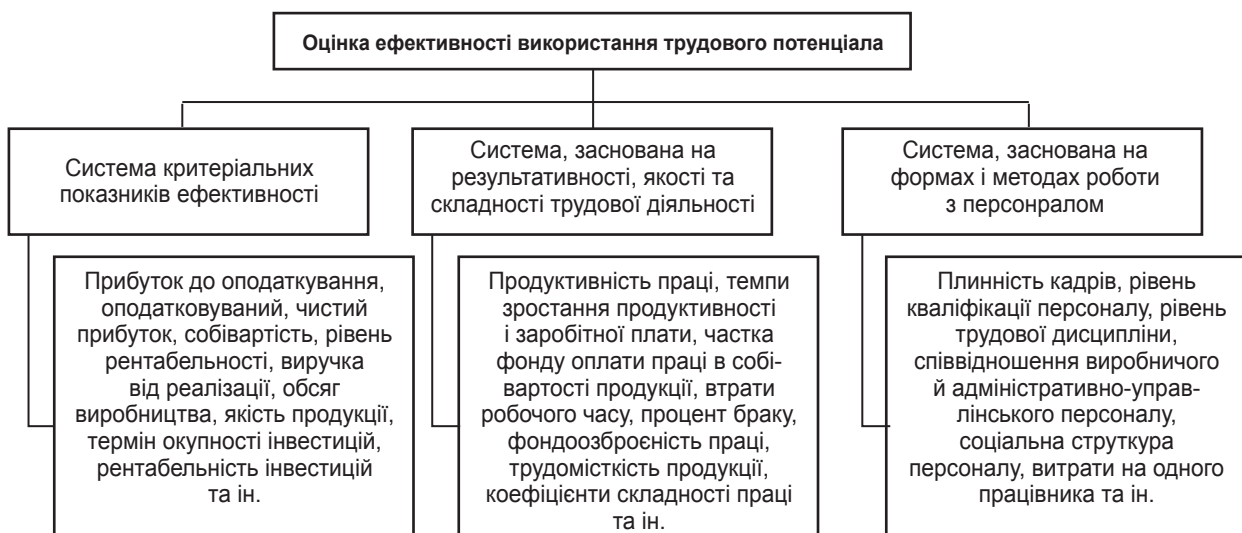 Оцінка ефективності використання трудового потенціала
Система критеріальних
показників ефективності
Система, заснована на
результативності, якості та
складності трудової діяльності
Система, заснована на
формах і методах роботи
з персонралом
Прибуток до оподаткування,
оподатковуваний, чистий
прибуток, собівартість, рівень
рентабельності, виручка
від реалізації, обсяг
виробництва, якість продукції,
термін окупності інвестицій,
рентабельність інвестицій
та ін.
Продуктивність праці, темпи
зростання продуктивності
і заробітної плати, частка
фонду оплати праці в собі-
вартості продукції, втрати
робочого часу, процент браку,
фондоозброєність праці,
трудомісткість продукції,
коефіцієнти складності праці
та ін.
Плинність кадрів, рівень
кваліфікації персоналу, рівень
трудової дисципліни,
співвідношення виробничого
й адміністративно-управ-
лінського персоналу,
соціальна струткура
персоналу, витрати на одного
працівника та ін.